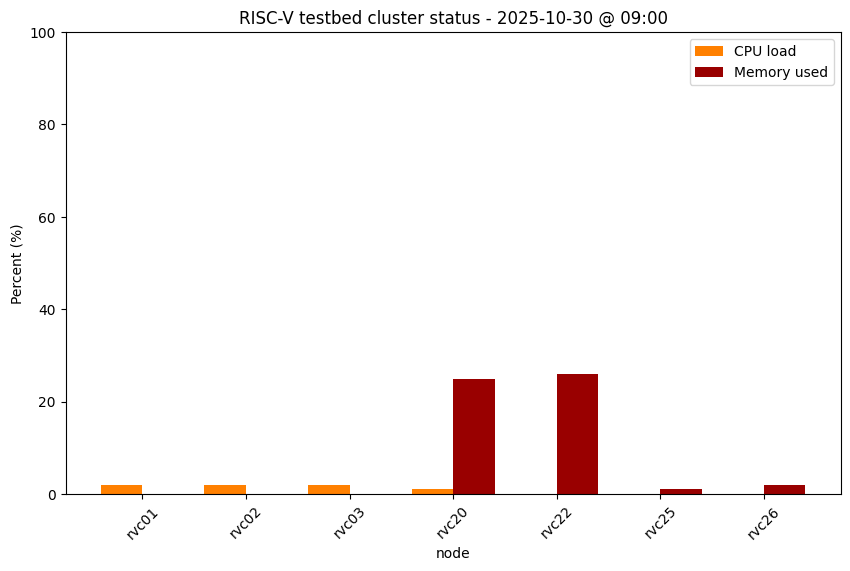 RISC-V testbed cluster status - 2025-10-30 @ 09:00
CPU load
Memory used
Percent (%)
100
80
60
40
20
0
rvc01
rvc02
rvc03
rvc20
rvc22
rvc25
rvc26
node